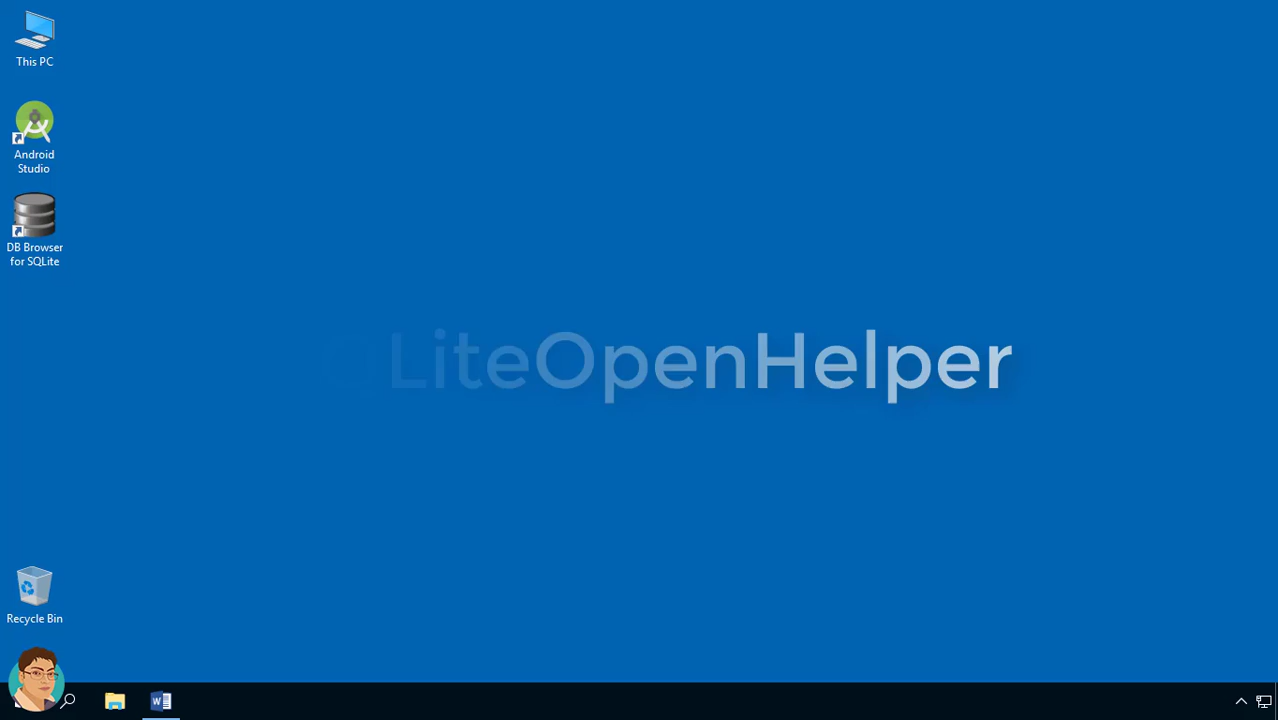 This PC
Android
Studio
DB Browser
for SQLite
LiteOpenHelper
Recycle Bin
W